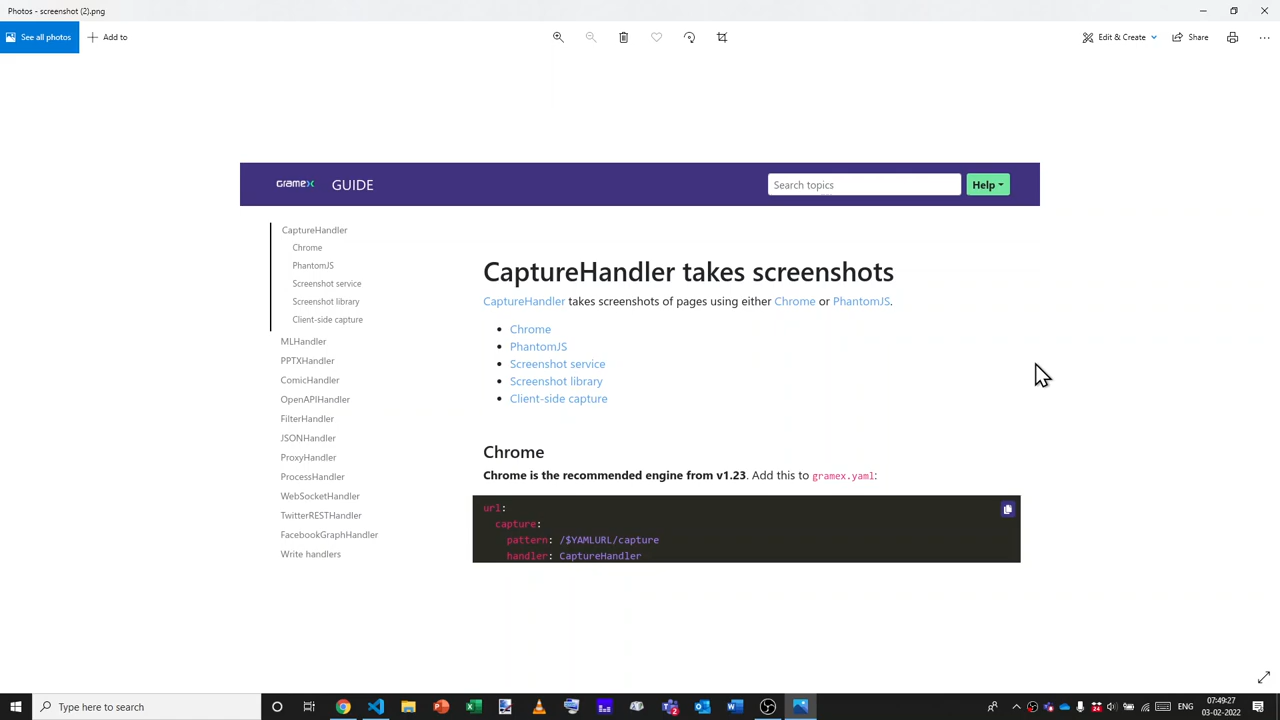 Photos - screenshot (2).png
See all photos
Add to
Edit & Create
Share
Gramex
GUIDE
Search topics
Help
CaptureHandler
Chrome
PhantomJS
Screenshot service
Screenshot library
Client-side capture
MLHandler
PPTXHandler
ComicHandler
OpenAPIHandler
FilterHandler
JSONHandler
ProxyHandler
ProcessHandler
WebSocketHandler
TwitterRESTHandler
FacebookGraphHandler
Write handlers
CaptureHandler takes screenshots
CaptureHandler takes screenshots of pages using either Chrome or PhantomJS.
Chrome
PhantomJS
Screenshot service
Screenshot library
Client-side capture
Chrome
Chrome is the recommended engine from v1.23. Add this to gramex.yaml:
url:
capture:
pattern: /$YAMLURL/capture
handler: CaptureHandler
Type here to search
ENG
07:49:27
03-02-2022